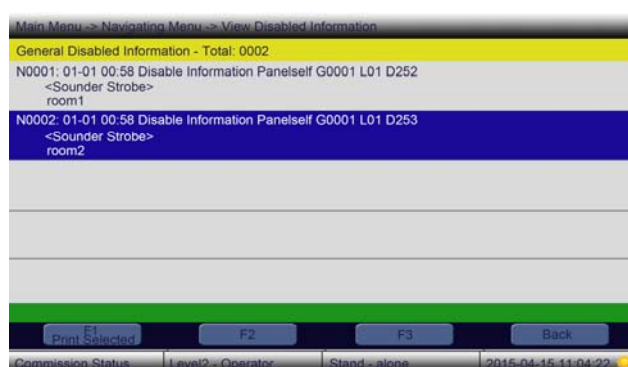 Main Menu -> Navigating Menu -> View Disabled Information
General Disabled Information - Total: 0002
N0001: 01-01 00:58 Disable Information Panelself G0001 L01 D252
<Sounder Strobe>
room1
N0002: 01-01 00:58 Disable Information Panelself G0001 L01 D253
<Sounder Strobe>
room2
F1 F2 F3 Back
Print Selected
Commission Status Level2 - Operator Stand - alone 2015-04-15 11:04:22